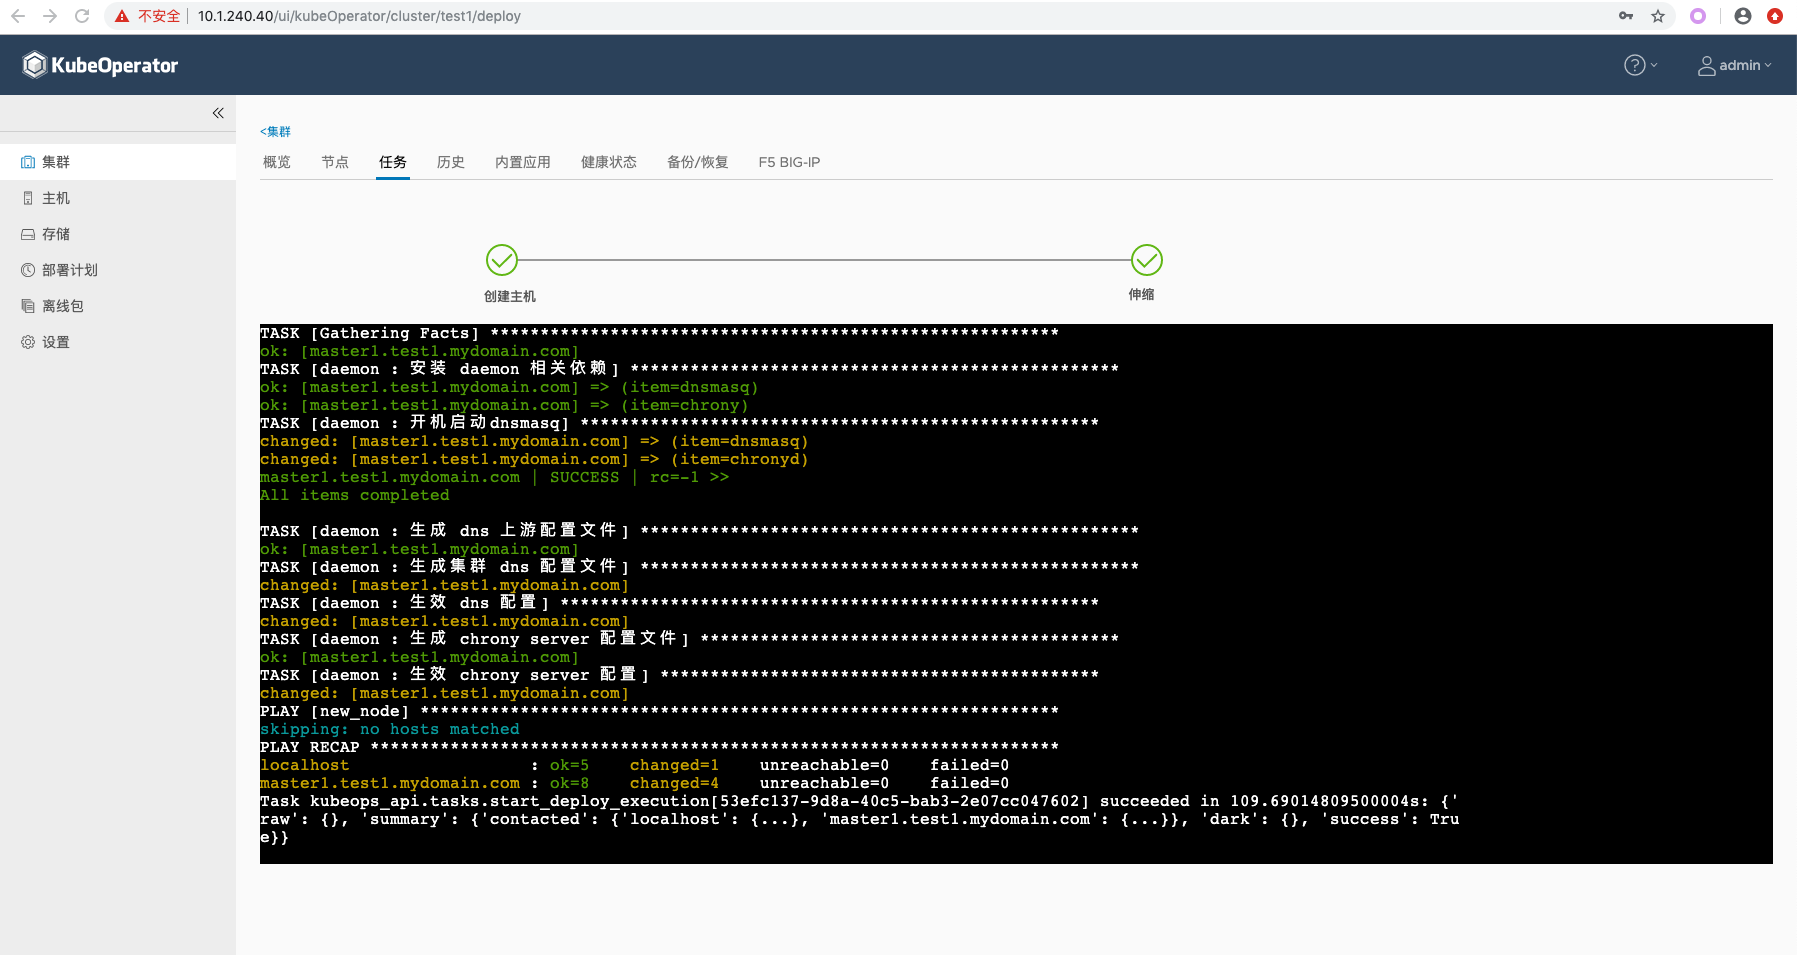 不安全 10.1.240.40/ui/kubeOperator/cluster/test1/deploy
KubeOperator
admin
<集群
概览 节点 任务 历史 内置应用 健康状态 备份/恢复 F5 BIG-IP
集群
主机
存储
部署计划
离线包
设置
创建主机 伸缩
TASK [Gathering Facts] *********************************************************
ok: [master1.test1.mydomain.com]
TASK [daemon : 安装 daemon 相关依赖] *************************************************
ok: [master1.test1.mydomain.com] => (item=dnsmasq)
ok: [master1.test1.mydomain.com] => (item=chrony)
TASK [daemon : 开机启动dnsmasq] ****************************************************
changed: [master1.test1.mydomain.com] => (item=dnsmasq)
changed: [master1.test1.mydomain.com] => (item=chronyd)
master1.test1.mydomain.com | SUCCESS | rc=-1 >>
All items completed
TASK [daemon : 生成 dns 上游配置文件] **************************************************
ok: [master1.test1.mydomain.com]
TASK [daemon : 生成集群 dns 配置文件] **************************************************
changed: [master1.test1.mydomain.com]
TASK [daemon : 生效 dns 配置] ******************************************************
changed: [master1.test1.mydomain.com]
TASK [daemon : 生成 chrony server 配置文件] ******************************************
ok: [master1.test1.mydomain.com]
TASK [daemon : 生效 chrony server 配置] ********************************************
changed: [master1.test1.mydomain.com]
PLAY [new_node] ****************************************************************
skipping: no hosts matched
PLAY RECAP *********************************************************************
localhost : ok=5 changed=1 unreachable=0 failed=0
master1.test1.mydomain.com : ok=8 changed=4 unreachable=0 failed=0
Task kubeops_api.tasks.start_deploy_execution[53efc137-9d8a-40c5-bab3-2e07cc047602] succeeded in 109.69014809500004s: {'
raw': {}, 'summary': {'contacted': {'localhost': {...}, 'master1.test1.mydomain.com': {...}}, 'dark': {}, 'success': Tru
e}}